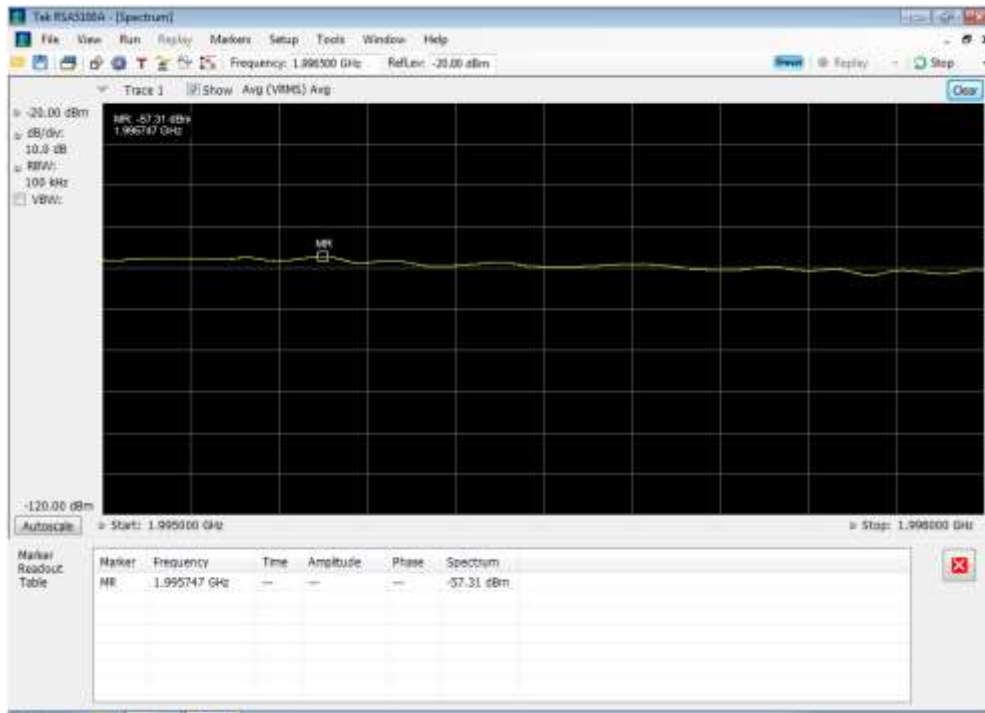 Tek RSA5100A - [Spectrum]
File View Run Replay Markers Setup Tools Window Help
Frequency: 1.996500 GHz RefLev: -20.00 dBm Preset Replay Stop
Trace 1 Show Avg (VRMS) Avg Clear
-20.00 dBm
dB/div:
10.0 dB
RBW:
100 kHz
VBW:
MR: -57.31 dBm
1.995747 GHz
MR
-120.00 dBm
Autoscale Start: 1.995000 GHz Stop: 1.998000 GHz
Marker
Readout
Table
Marker Frequency Time Amplitude Phase Spectrum
MR 1.995747 GHz --- --- --- -57.31 dBm